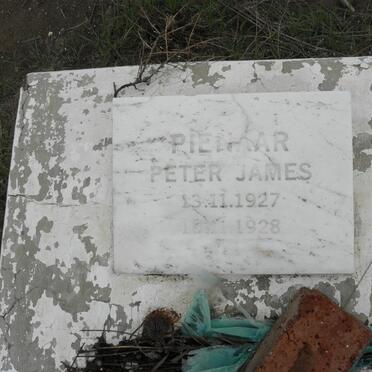 PIENAAR
PETER JAMES
13.11.1927